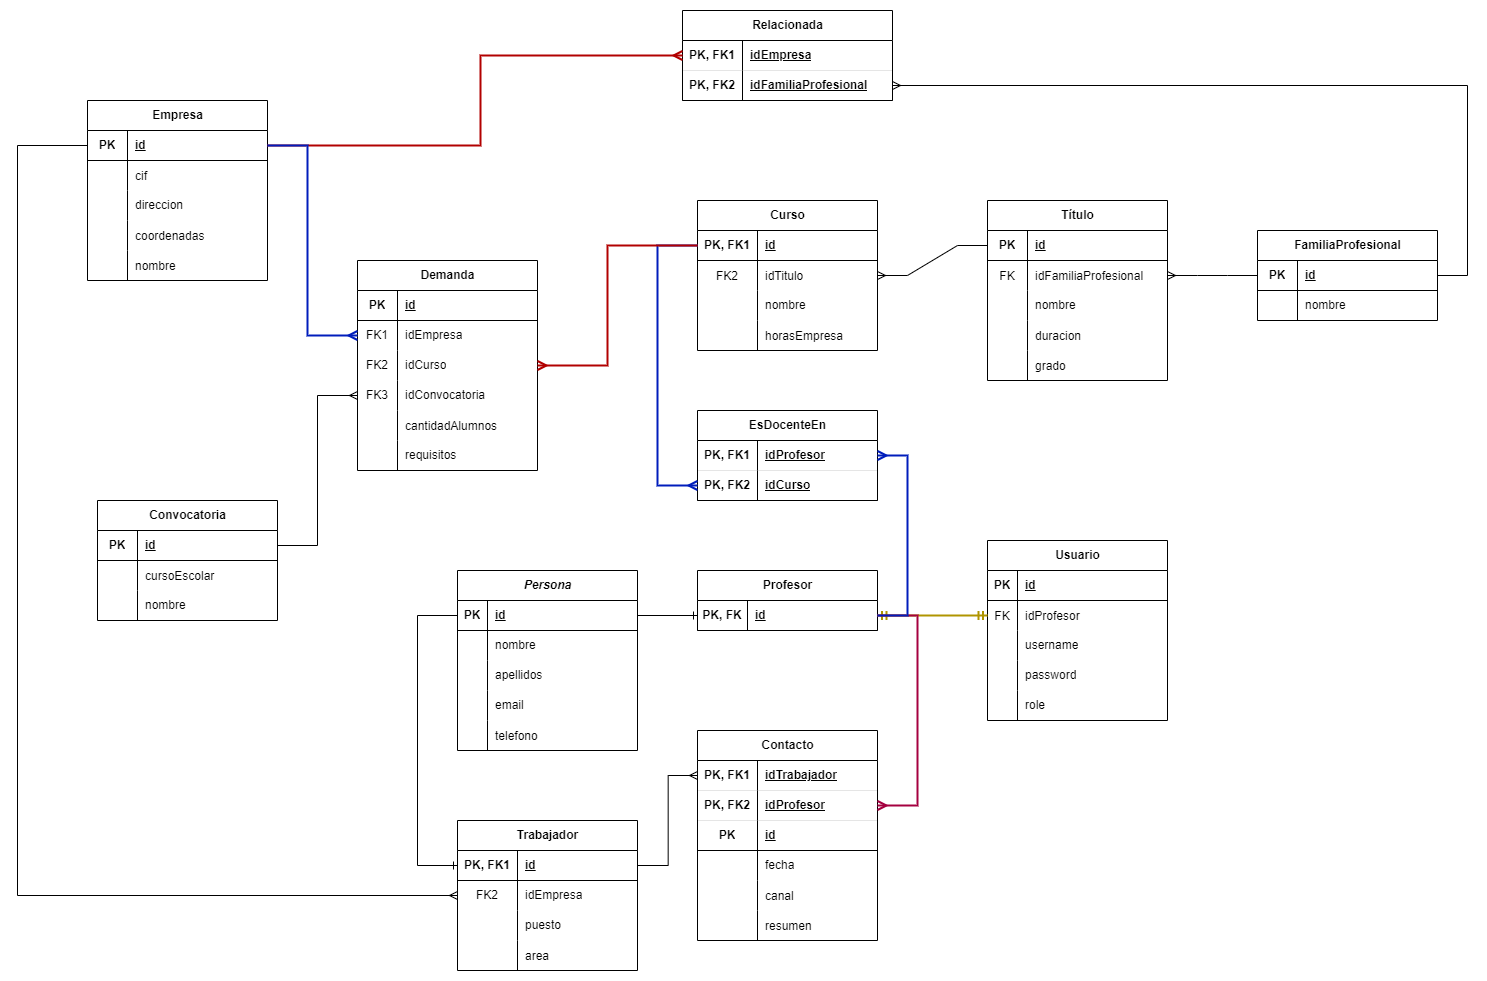 Relacionada
PK, FK1 idEmpresa
PK, FK2 idFamiliaProfesional
Empresa
PK id
cif
direccion
coordenadas
nombre
Curso
PK, FK1 id
FK2 idTitulo
nombre
horasEmpresa
Título
PK id
FK idFamiliaProfesional
nombre
duracion
grado
FamiliaProfesional
PK id
nombre
Demanda
PK id
FK1 idEmpresa
FK2 idCurso
FK3 idConvocatoria
cantidadAlumnos
requisitos
EsDocenteEn
PK, FK1 idProfesor
PK, FK2 idCurso
Convocatoria
PK id
cursoEscolar
nombre
Persona
PK id
nombre
apellidos
email
telefono
Profesor
PK, FK id
Usuario
PK id
FK idProfesor
username
password
role
Contacto
PK, FK1 idTrabajador
PK, FK2 idProfesor
PK id
fecha
canal
resumen
Trabajador
PK, FK1 id
FK2 idEmpresa
puesto
area